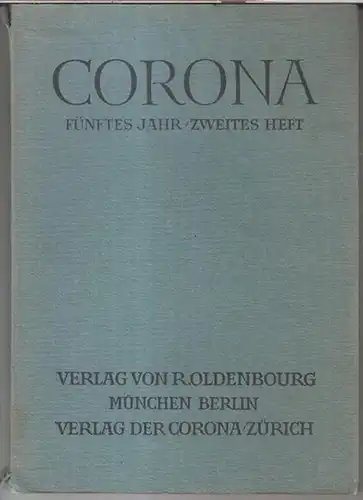 CORONA
FÜNFTES JAHR/ZWEITES HEFT
VERLAG VON R.OLDENBOURG
MÜNCHEN BERLIN
VERLAG DER CORONA/ZÜRICH